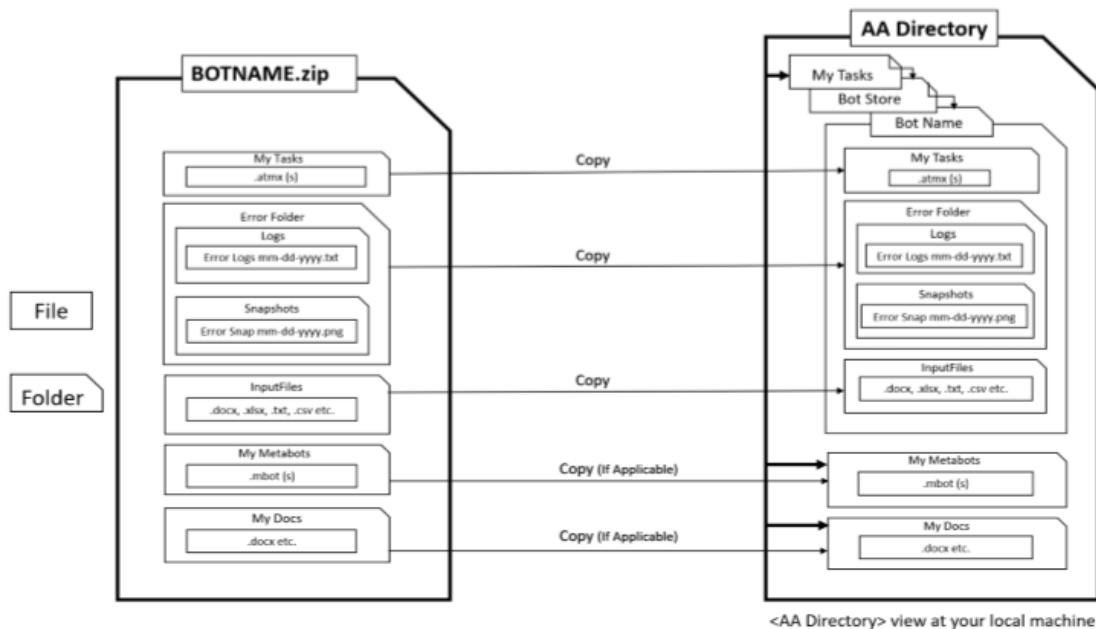 BOTNAME.zip
My Tasks
.atmx (s)
Error Folder
Logs
Error Logs mm-dd-yyyy.txt
Snapshots
Error Snap mm-dd-yyyy.png
InputFiles
.docx, .xlsx, .txt, .csv etc.
My Metabots
.mbot (s)
My Docs
.docx etc.
File
Folder
Copy
Copy
Copy
Copy (If Applicable)
Copy (If Applicable)
AA Directory
My Tasks
Bot Store
Bot Name
My Tasks
.atmx (s)
Error Folder
Logs
Error Logs mm-dd-yyyy.txt
Snapshots
Error Snap mm-dd-yyyy.png
InputFiles
.docx, .xlsx, .txt, .csv etc.
My Metabots
.mbot (s)
My Docs
.docx etc.
<AA Directory> view at your local machine